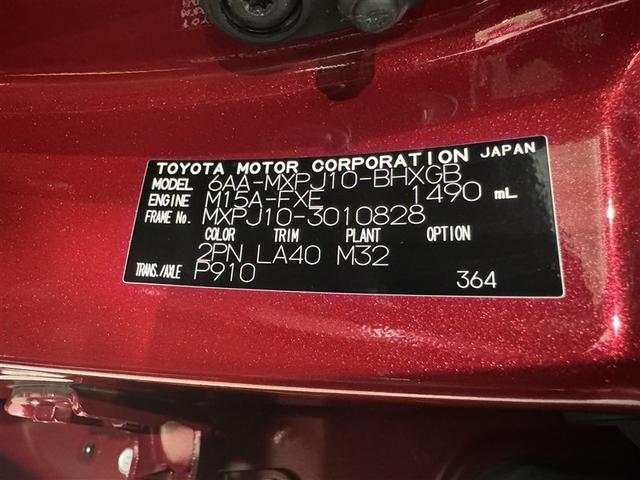 TOYOTA MOTOR CORPORATION JAPAN
MODEL 6AA-MXPJ10-BHXGB
ENGINE M15A-FXE 1490 mL
FRAME No. MXPJ10-3010828
COLOR TRIM PLANT OPTION
2PN LA40 M32
TRANS./AXLE P910
364